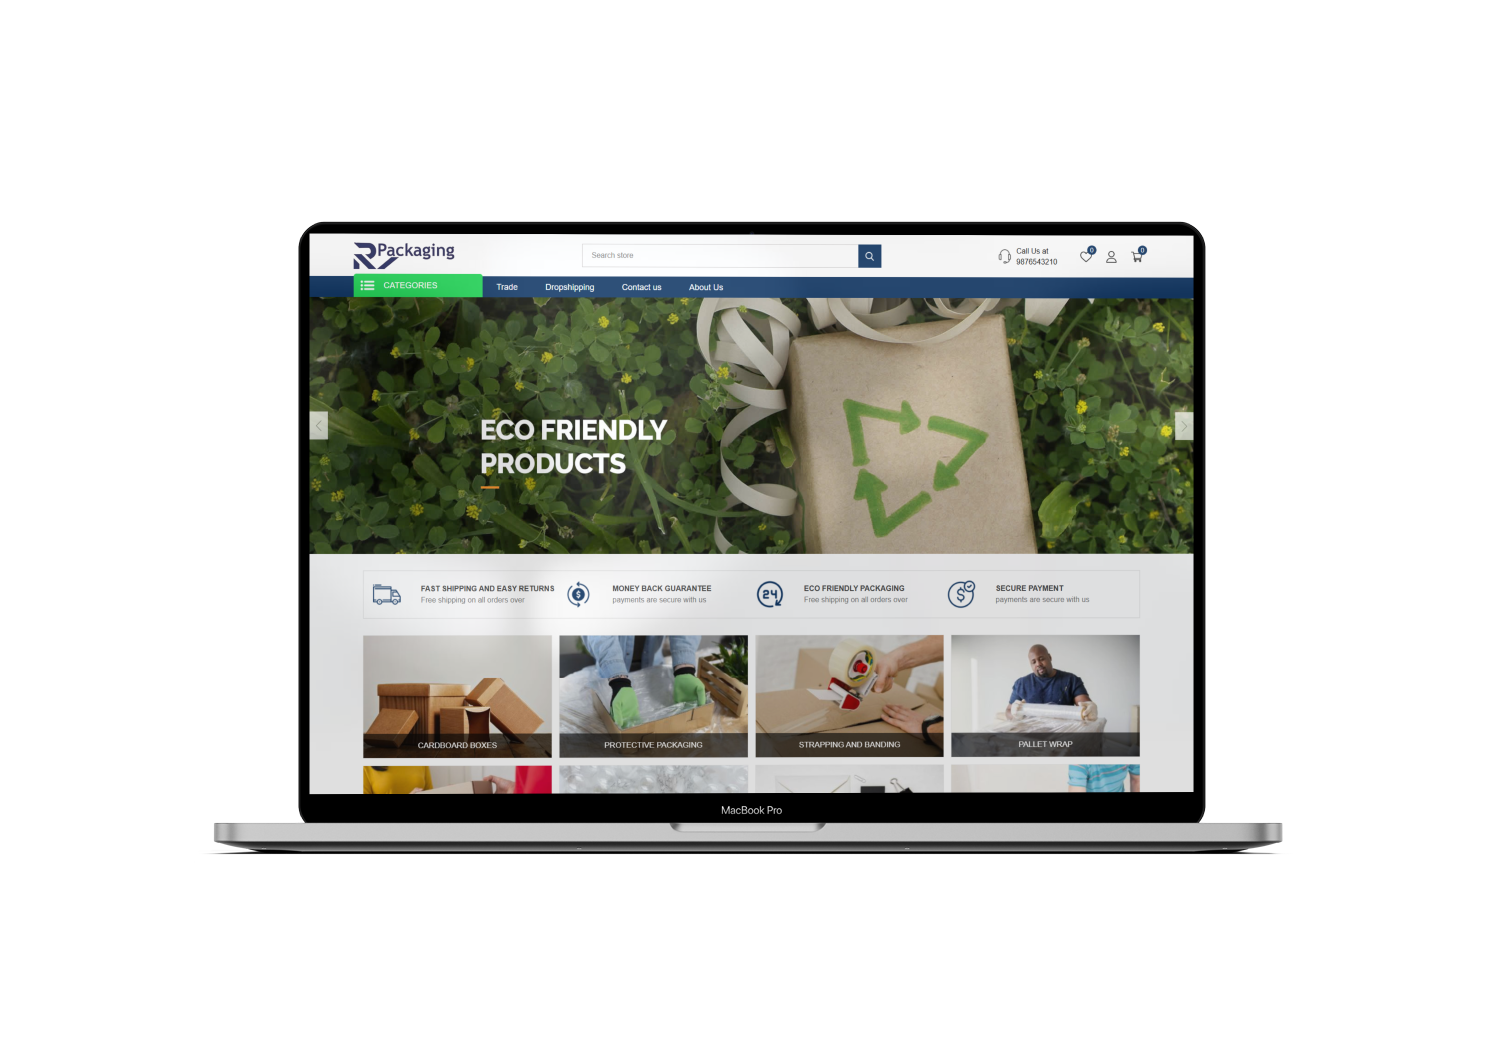 RY Packaging
Search store
Call Us at
9876543210
0
0
CATEGORIES
Trade
Dropshipping
Contact us
About Us
ECO FRIENDLY
PRODUCTS
FAST SHIPPING AND EASY RETURNS
Free shipping on all orders over
$
MONEY BACK GUARANTEE
payments are secure with us
24
ECO FRIENDLY PACKAGING
Free shipping on all orders over
$
SECURE PAYMENT
payments are secure with us
CARDBOARD BOXES
PROTECTIVE PACKAGING
STRAPPING AND BANDING
PALLET WRAP
MacBook Pro